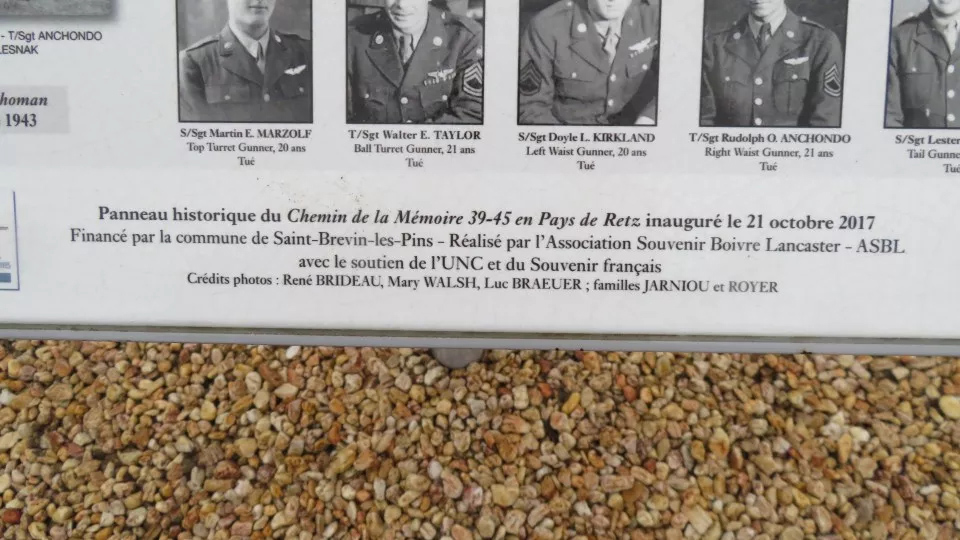 - T/Sgt ANCHONDO
LESNAK
homan
1943
S/Sgt Martin E. MARZOLF
Top Turret Gunner, 20 ans
Tué
T/Sgt Walter E. TAYLOR
Ball Turret Gunner, 21 ans
Tué
S/Sgt Doyle L. KIRKLAND
Left Waist Gunner, 20 ans
Tué
T/Sgt Rudolph O. ANCHONDO
Right Waist Gunner, 21 ans
Tué
S/Sgt Lester
Tail Gunne
Tué
Panneau historique du Chemin de la Mémoire 39-45 en Pays de Retz inauguré le 21 octobre 2017
Financé par la commune de Saint-Brevin-les-Pins - Réalisé par l'Association Souvenir Boivre Lancaster - ASBL
avec le soutien de l'UNC et du Souvenir français
Crédits photos : René BRIDEAU, Mary WALSH, Luc BRAEUER ; familles JARNIOU et ROYER